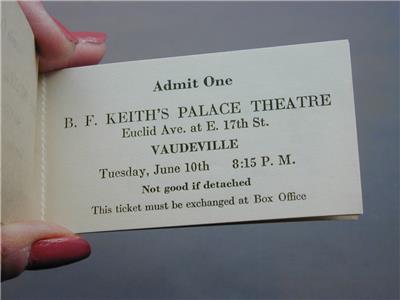 Admit One
B. F. KEITH'S PALACE THEATRE
Euclid Ave. at E. 17th St.
VAUDEVILLE
Tuesday, June 10th 8:15 P. M.
Not good if detached
This ticket must be exchanged at Box Office